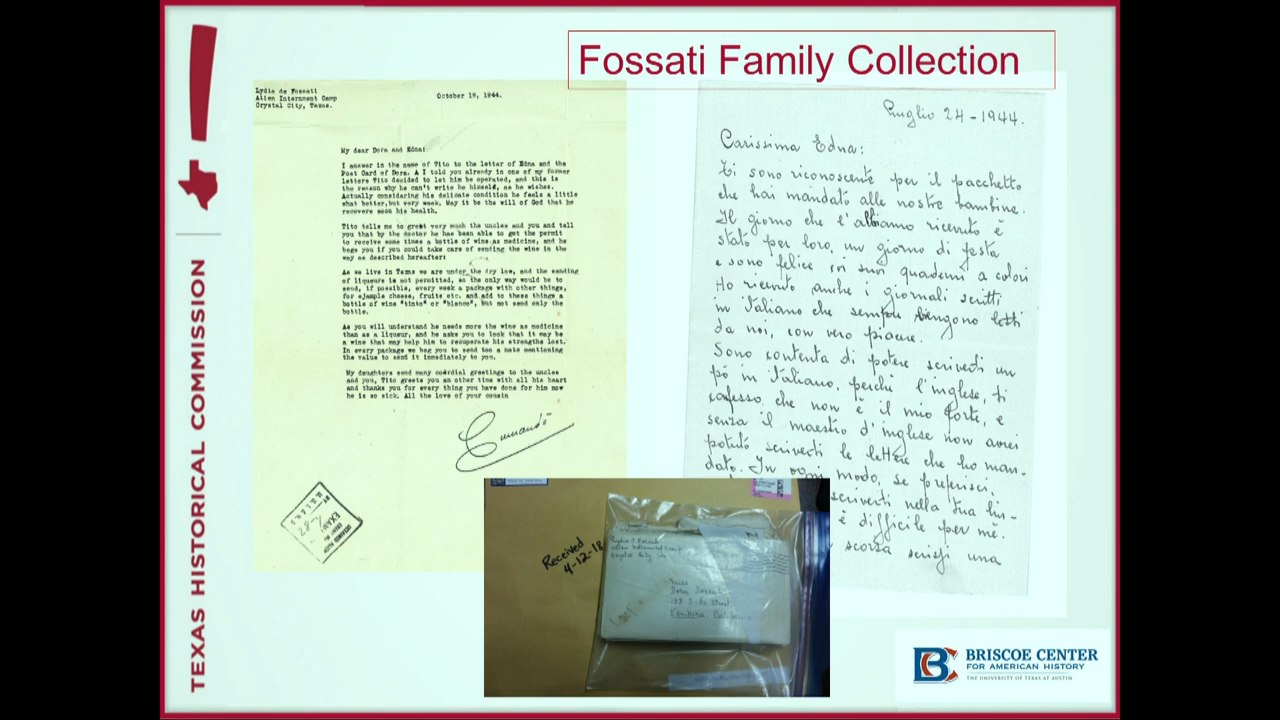 Fossati Family Collection
TEXAS HISTORICAL COMMISSION
Lydia de Fossati
Alien Internment Camp
Crystal City, Texas.
October 19, 1944.
My dear Dora and Edna:
I answer in the name of Tito to the letter of Edna and the
Post Card of Dora. A I told you already in one of my former
letters Tito decided to let him be operated, and this is
the reason why he can't write he himself, as he wishes.
Actually considering his delicate condition he feels a little
what better,but very weak. May it be the will of God that he
recovers soon his health.
Tito tells me to greet very much the uncles and you and tell
you that by the doctor he has been able to get the permit
to receive some times a bottle of wine as medicine, and he
begs you if you could take care of sending the wine in the
way as described hereafter:
As we live in Texas we are under the dry law, and the sending
of liqueurs is not permitted, so the only way would be to
send, if possible, every week a package with other things,
for ejample cheese, fruits etc. and add to these things a
bottle of wine "tinto" or "blanco", but not send only the
bottle.
As you will understand he needs more the wine as medicine
than as a liqueur, and he asks you to look that it may be
a wine that may help him to recuperate his strengths lost.
In every package we beg you to send too a note mentioning
the value to send it inmediately to you.
My daughters send many coördial greetings to the uncles
and you, Tito greets you an other time with all his heart
and thanks you for every thing you have done for him now
he is so sick. All the love of your cousin
Luglio 24-1944.
Carissima Edna:
Ti sono riconoscente per il pacchetto
che hai mandato alle nostre bambine.
Il giorno che l'abbiamo ricevuto è
stato per loro, un giorno di festa
e sono felice coi suoi quaderni a colori
Ho ricevuto anche i giornali scritti
in Italiano che sempre vengono letti
da noi, con vero piacere.
Sono contenta di potere scriverti un
pò in Italiano, perchè l'inglese, ti
confesso, che non è il mio forte, e
senza il maestro d'inglese non avrei
potuto scriverti le lettere che ho man-
dato. In ogni modo, se preferisci,
scriverti nella tua lin-
è difficile per me.
scorsa scrissi una
Received
4-12-18
Miss
Street
California
BRISCOE CENTER
FOR AMERICAN HISTORY
THE UNIVERSITY OF TEXAS AT AUSTIN